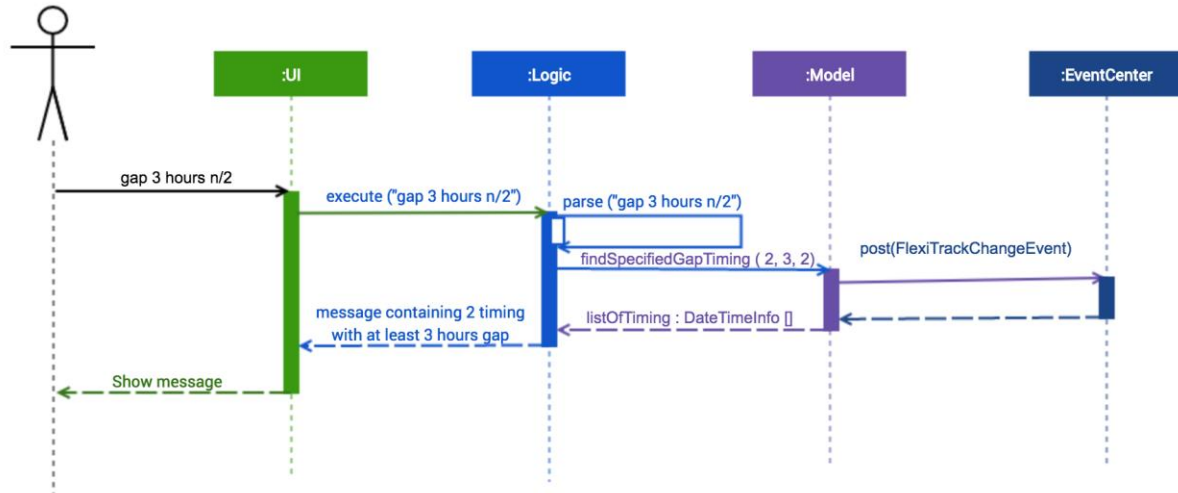 :UI
:Logic
:Model
:EventCenter
gap 3 hours n/2
execute ("gap 3 hours n/2")
parse ("gap 3 hours n/2")
findSpecifiedGapTiming ( 2, 3, 2)
post(FlexiTrackChangeEvent)
message containing 2 timing
with at least 3 hours gap
listOfTiming : DateTimeInfo []
Show message